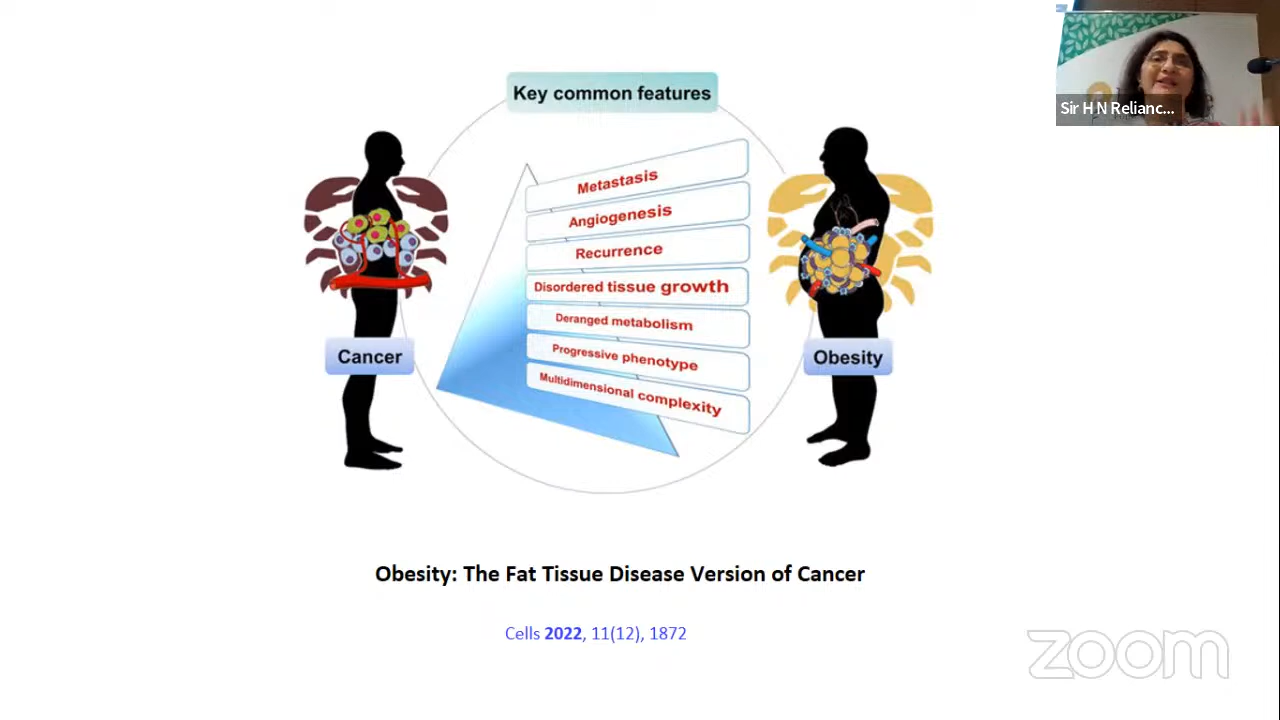 Key common features
Sir H N Relianc...
Metastasis
Angiogenesis
Recurrence
Disordered tissue growth
Deranged metabolism
Progressive phenotype
Multidimensional complexity
Cancer
Obesity
Obesity: The Fat Tissue Disease Version of Cancer
Cells 2022, 11(12), 1872
zoom